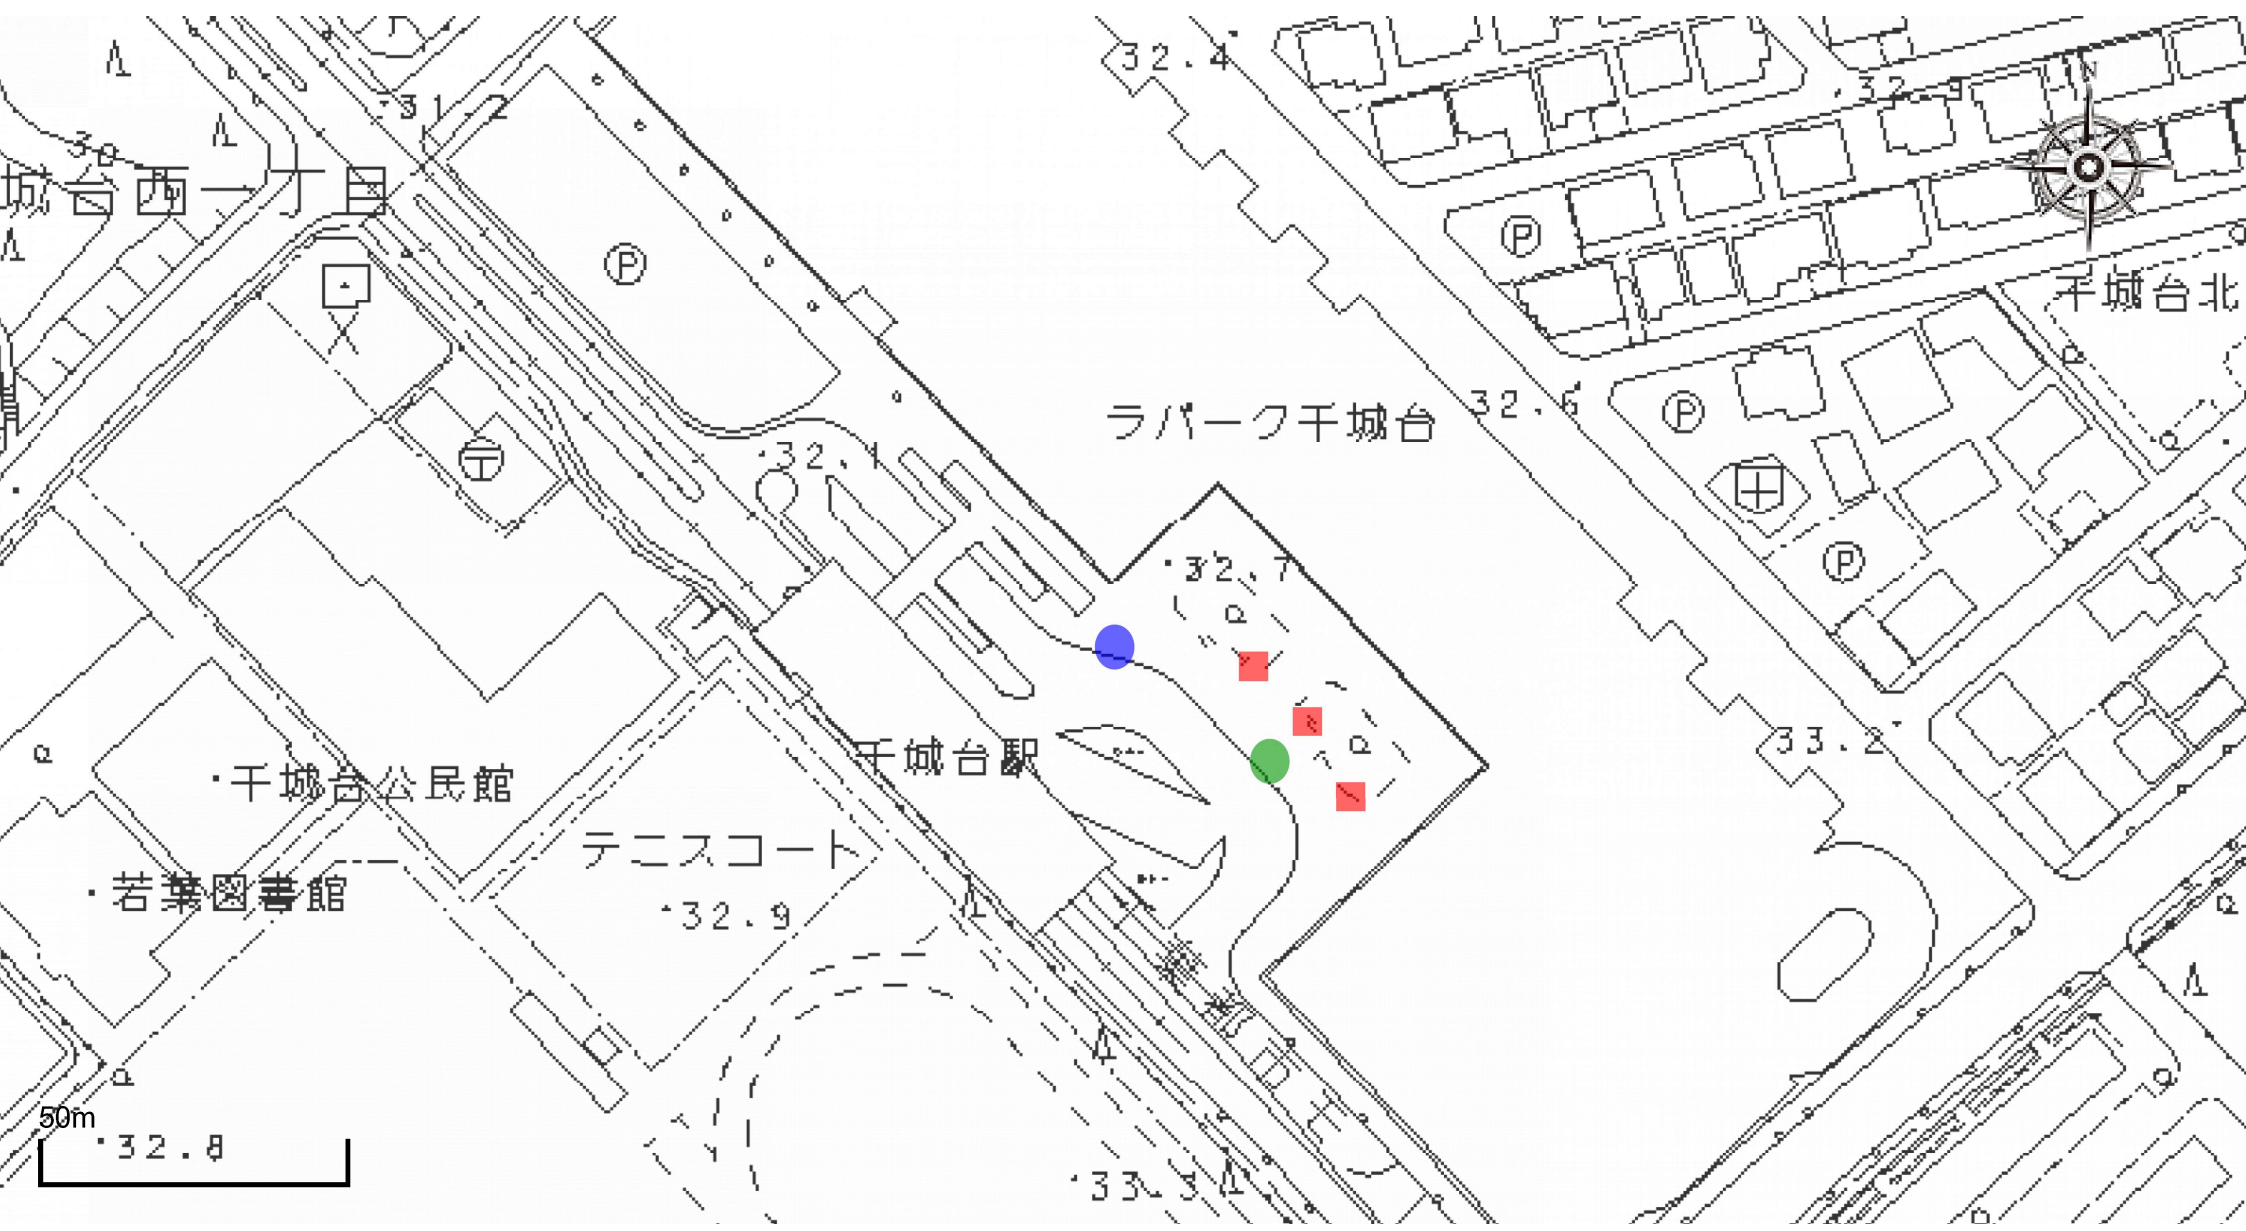 32.4
32.9
N
31.2
30
城台西一丁目
P
P
千城台北
ラパーク千城台
32.6
P
〒
32.1
32.7
P
千城台駅
33.2
・千城台公民館
テニスコート
・若葉図書館
32.9
50m
32.8
33.3